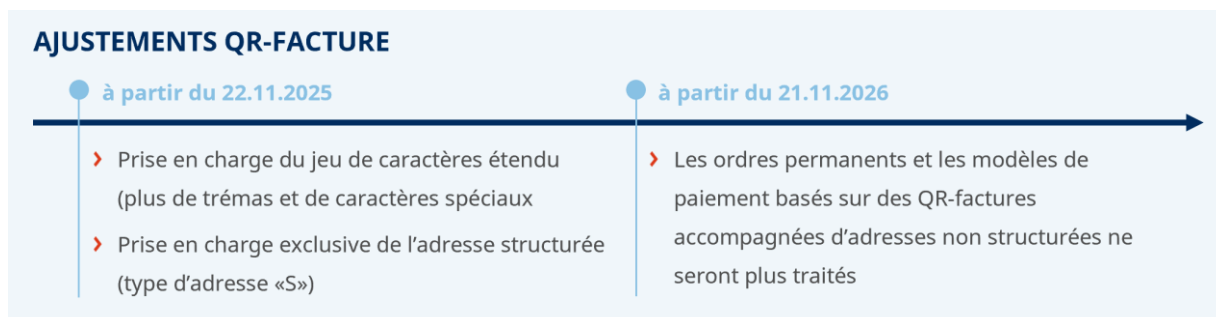 AJUSTEMENTS QR-FACTURE
à partir du 22.11.2025
Prise en charge du jeu de caractères étendu
(plus de trémas et de caractères spéciaux
Prise en charge exclusive de l’adresse structurée
(type d’adresse «S»)
à partir du 21.11.2026
Les ordres permanents et les modèles de
paiement basés sur des QR-factures
accompagnées d’adresses non structurées ne
seront plus traités